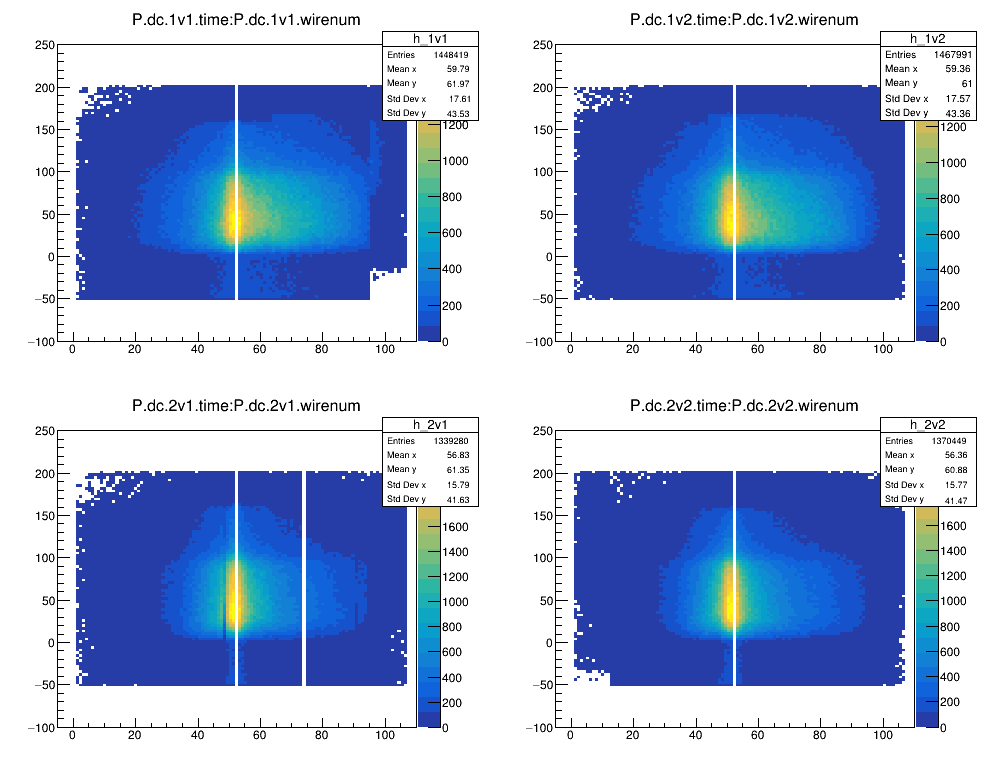 P.dc.1v1.time:P.dc.1v1.wirenum
h_1v1
Entries 1448419
Mean x 59.79
Mean y 61.97
Std Dev x 17.61
Std Dev y 43.53
250
200
150
100
50
0
−50
−100
0 20 40 60 80 100
1200
1000
800
600
400
200
0
P.dc.1v2.time:P.dc.1v2.wirenum
h_1v2
Entries 1467991
Mean x 59.36
Mean y 61
Std Dev x 17.57
Std Dev y 43.36
250
200
150
100
50
0
−50
−100
0 20 40 60 80 100
1200
1000
800
600
400
200
0
P.dc.2v1.time:P.dc.2v1.wirenum
h_2v1
Entries 1339280
Mean x 56.83
Mean y 61.35
Std Dev x 15.79
Std Dev y 41.63
250
200
150
100
50
0
−50
−100
0 20 40 60 80 100
1600
1400
1200
1000
800
600
400
200
0
P.dc.2v2.time:P.dc.2v2.wirenum
h_2v2
Entries 1370449
Mean x 56.36
Mean y 60.88
Std Dev x 15.77
Std Dev y 41.47
250
200
150
100
50
0
−50
−100
0 20 40 60 80 100
1600
1400
1200
1000
800
600
400
200
0